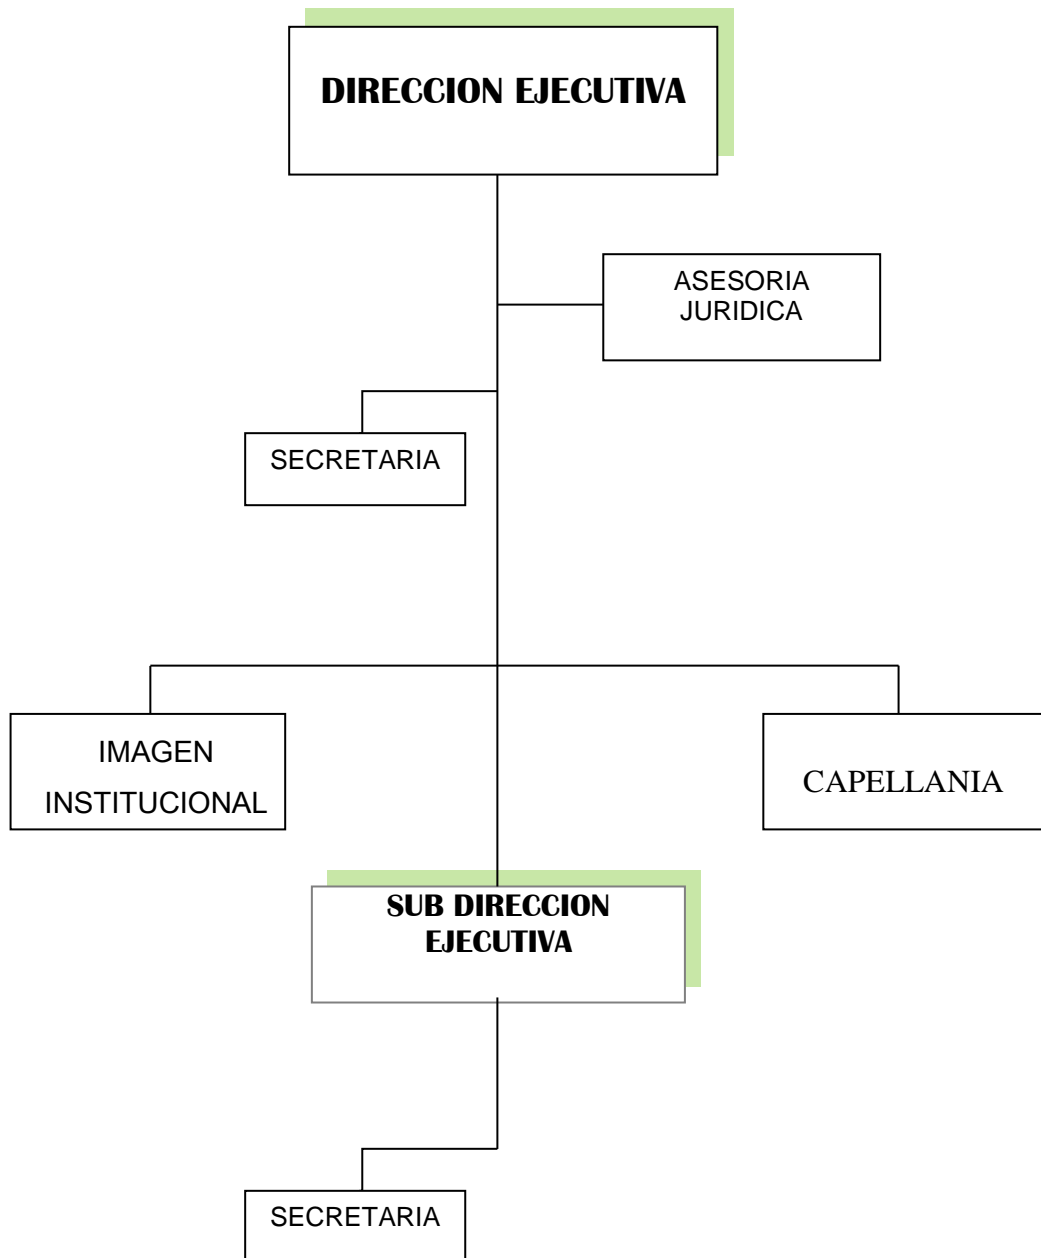 DIRECCION EJECUTIVA
ASESORIA
JURIDICA
SECRETARIA
IMAGEN
INSTITUCIONAL
CAPELLANIA
SUB DIRECCION
EJECUTIVA
SECRETARIA